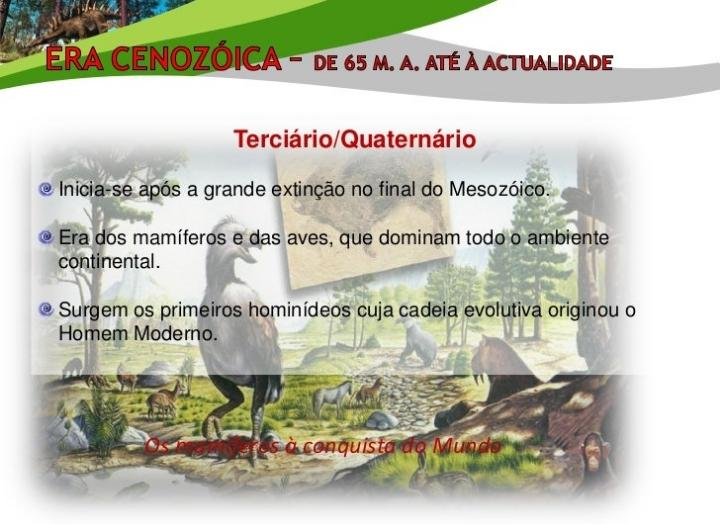 ERA CENOZÓICA – DE 65 M. A. ATÉ À ACTUALIDADE
Terciário/Quaternário
Inicia-se após a grande extinção no final do Mesozóico.
Era dos mamíferos e das aves, que dominam todo o ambiente
continental.
Surgem os primeiros hominídeos cuja cadeia evolutiva originou o
Homem Moderno.
Os mamíferos à conquista do Mundo